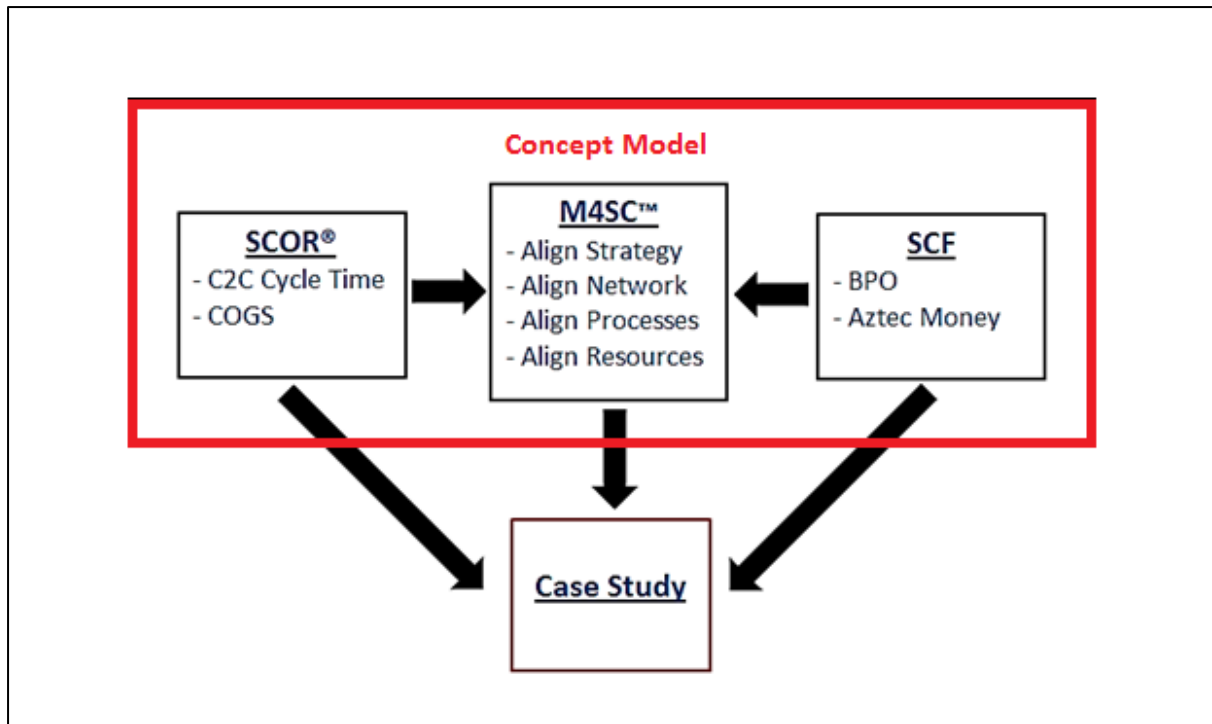 Concept Model
SCOR®
- C2C Cycle Time
- COGS
M4SC™
- Align Strategy
- Align Network
- Align Processes
- Align Resources
SCF
- BPO
- Aztec Money
Case Study